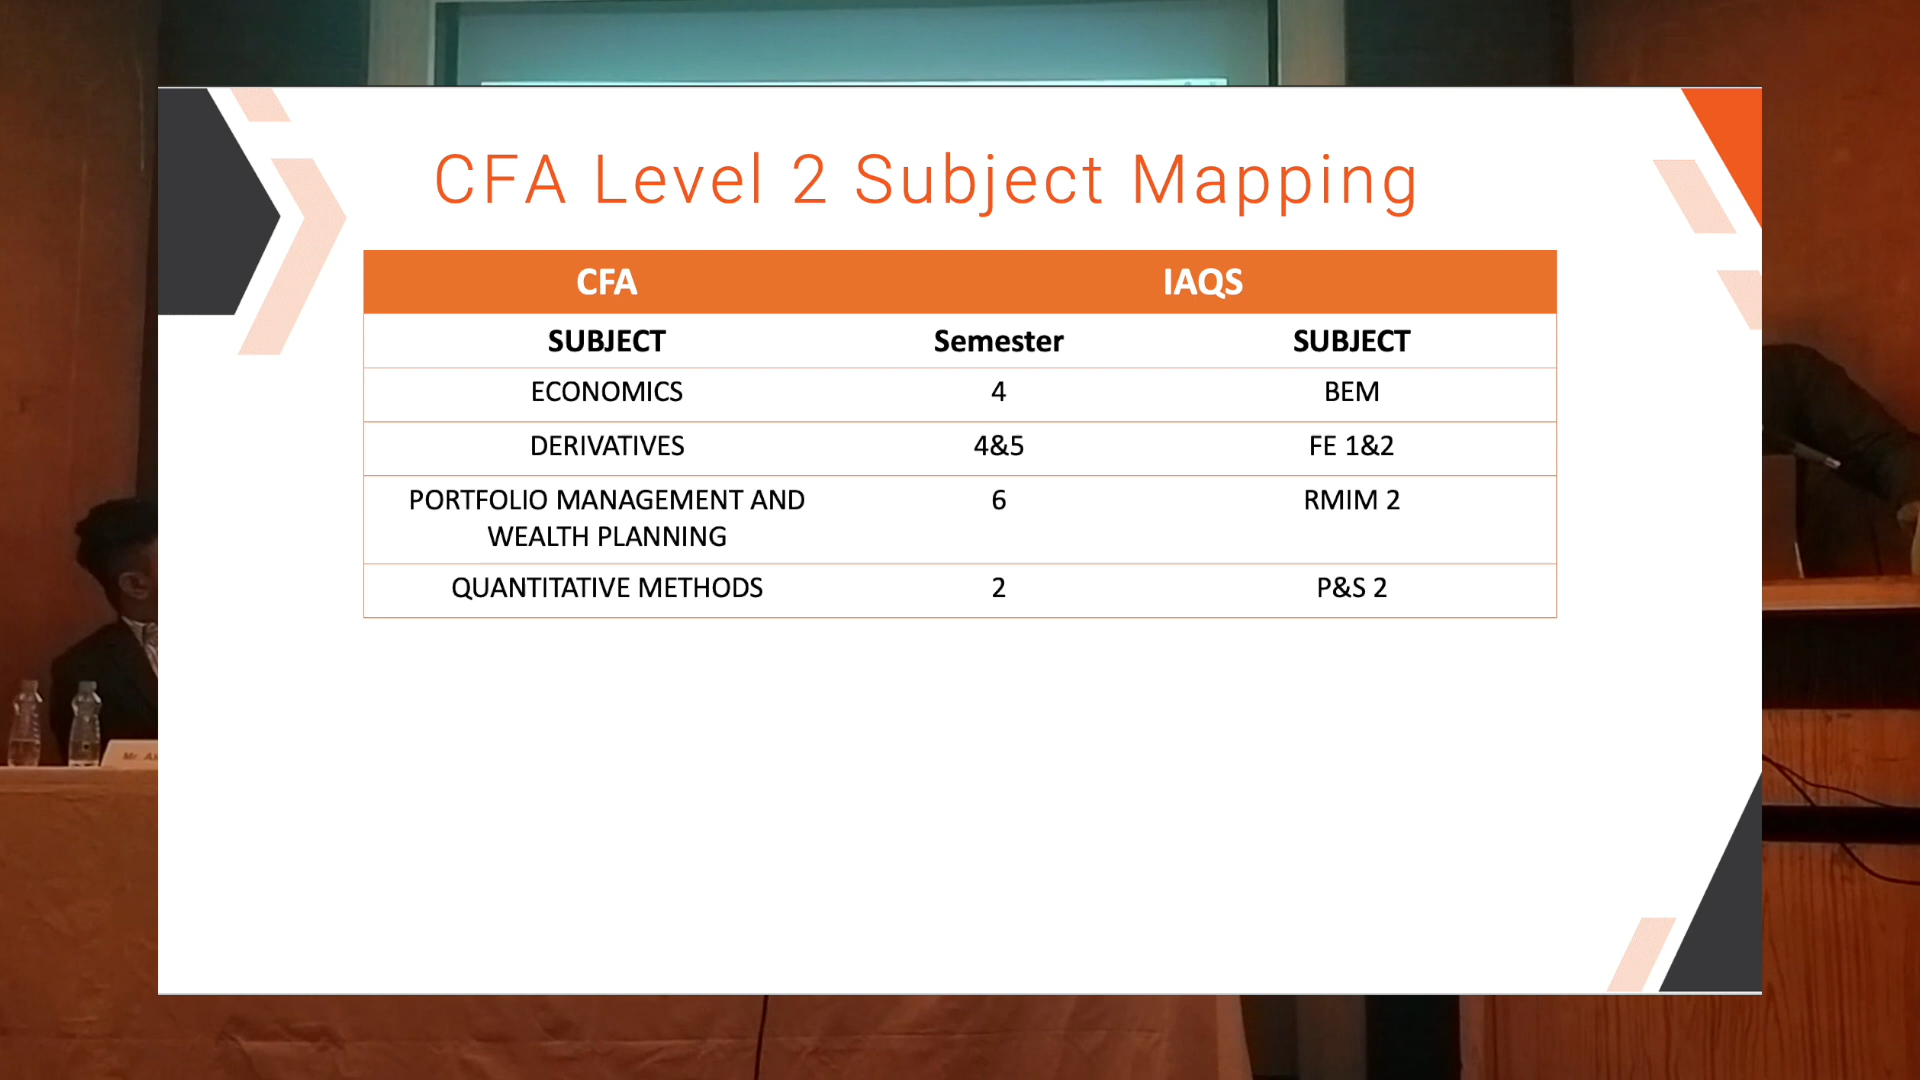 CFA Level 2 Subject Mapping
CFA IAQS
SUBJECT Semester SUBJECT
ECONOMICS 4 BEM
DERIVATIVES 4&5 FE 1&2
PORTFOLIO MANAGEMENT AND WEALTH PLANNING 6 RMIM 2
QUANTITATIVE METHODS 2 P&S 2
Mr.